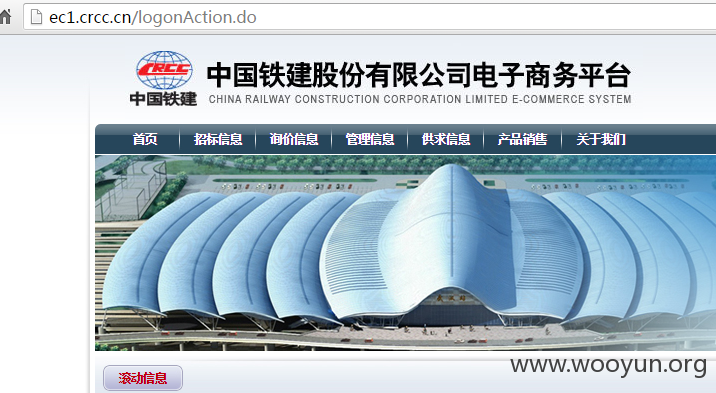 ec1.crcc.cn/logonAction.do
CRCC
中国铁建
中国铁建股份有限公司电子商务平台
CHINA RAILWAY CONSTRUCTION CORPORATION LIMITED E-COMMERCE SYSTEM
首页 招标信息 询价信息 管理信息 供求信息 产品销售 关于我们
www.wooyun.org
滚动信息